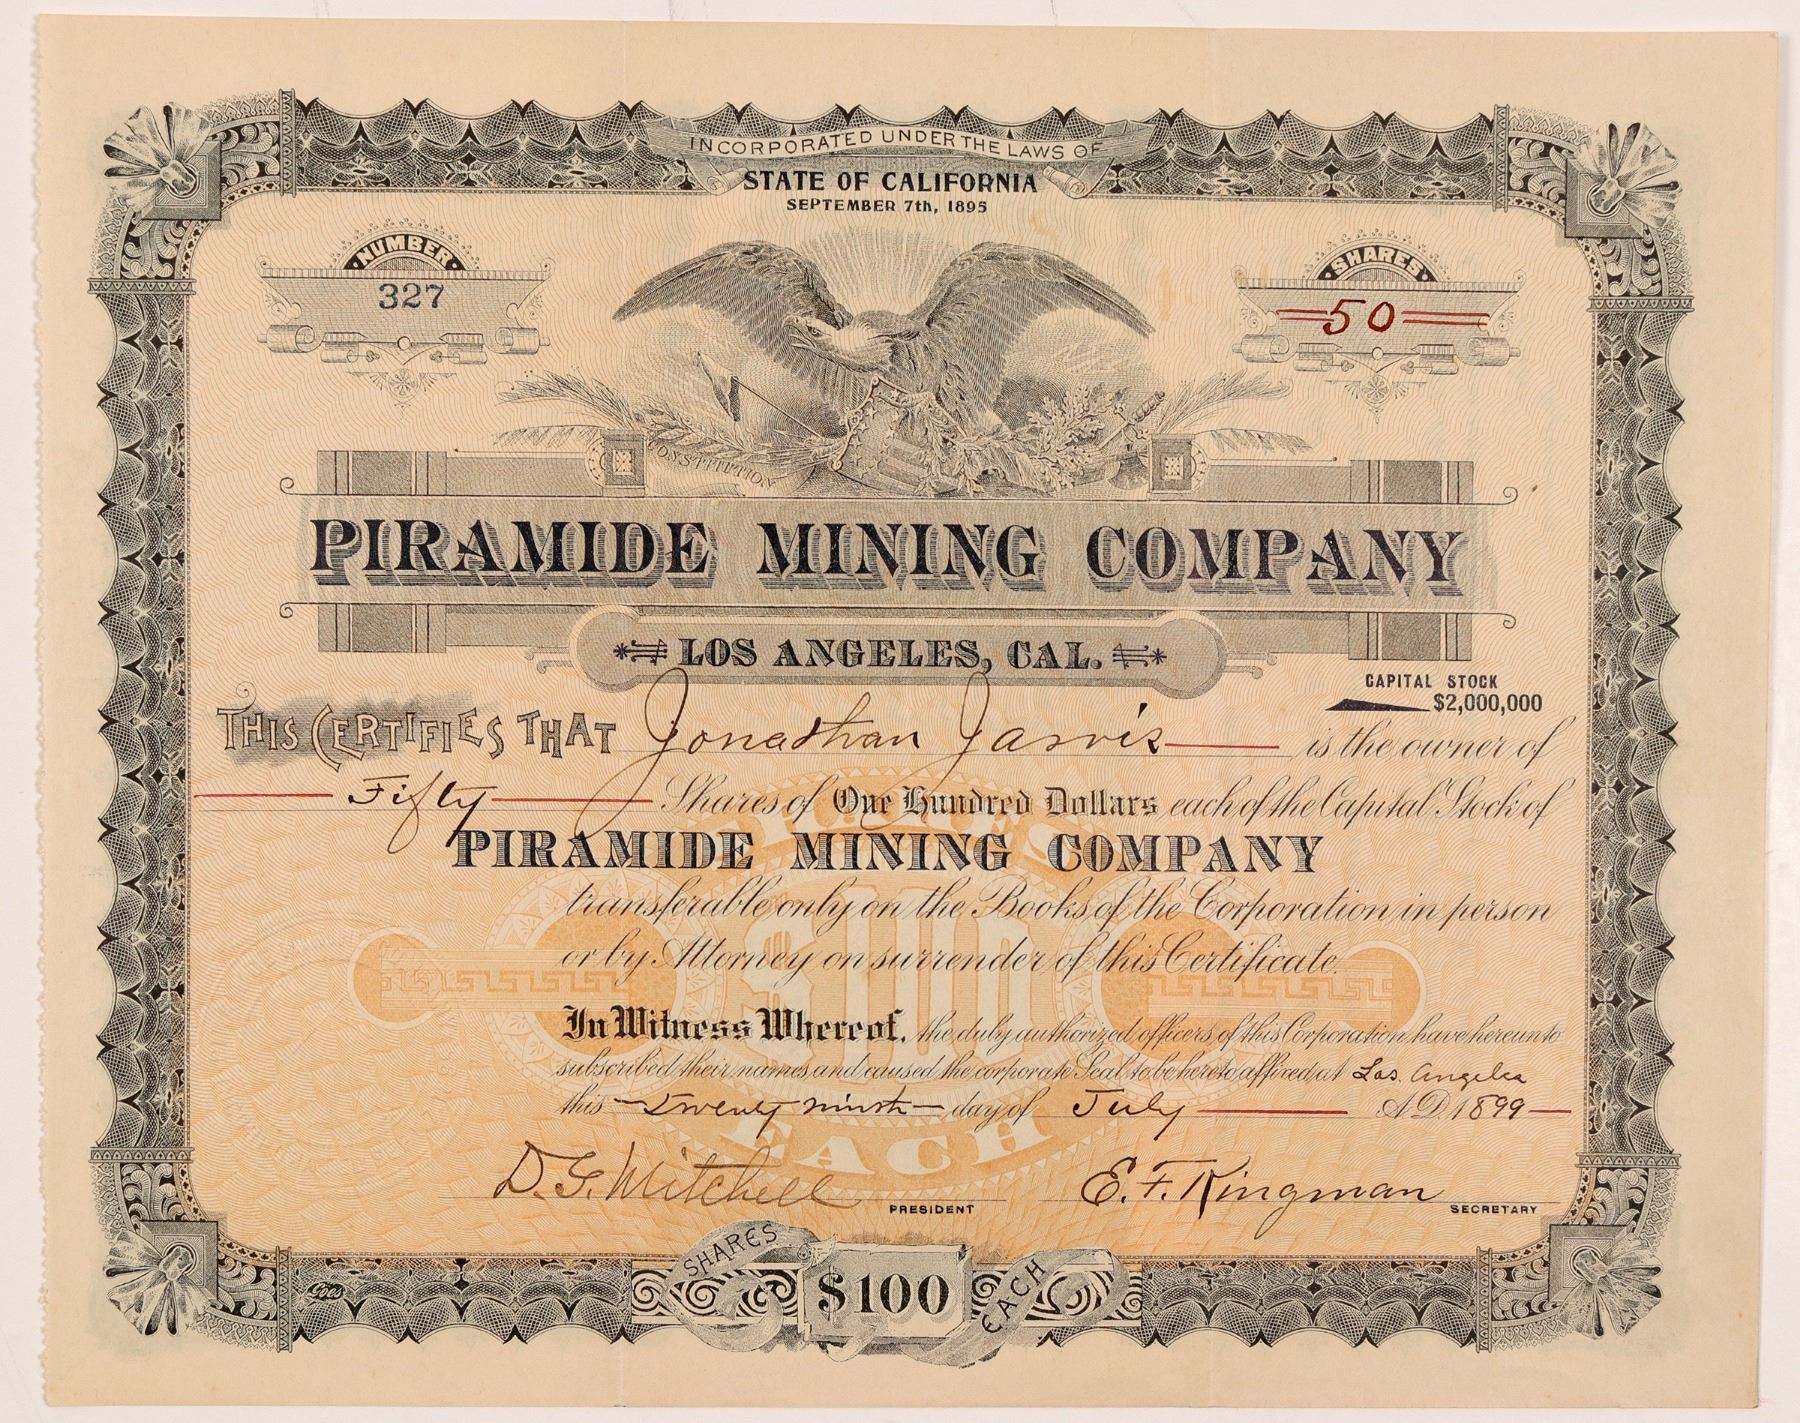 INCORPORATED UNDER THE LAWS OF
STATE OF CALIFORNIA
SEPTEMBER 7th, 1895
NUMBER
327
SHARES
50
CONSTITUTION
PIRAMIDE MINING COMPANY
LOS ANGELES, CAL.
CAPITAL STOCK
$2,000,000
THIS CERTIFIES THAT Jonathan Jarvis is the owner of
Fifty Shares of One Hundred Dollars each of the Capital Stock of
PIRAMIDE MINING COMPANY
transferable only on the Books of the Corporation in person
or by Attorney on surrender of this Certificate.
In Witness Whereof, the duly authorized officers of this Corporation have hereunto
subscribed their names and caused the corporate Seal to be hereto affixed at Los Angeles
this Twenty ninth day of July A.D. 1899
SHARES
$100
EACH
D. G. Mitchell PRESIDENT
E. F. Kingman SECRETARY
Goes
SHARES $100 EACH